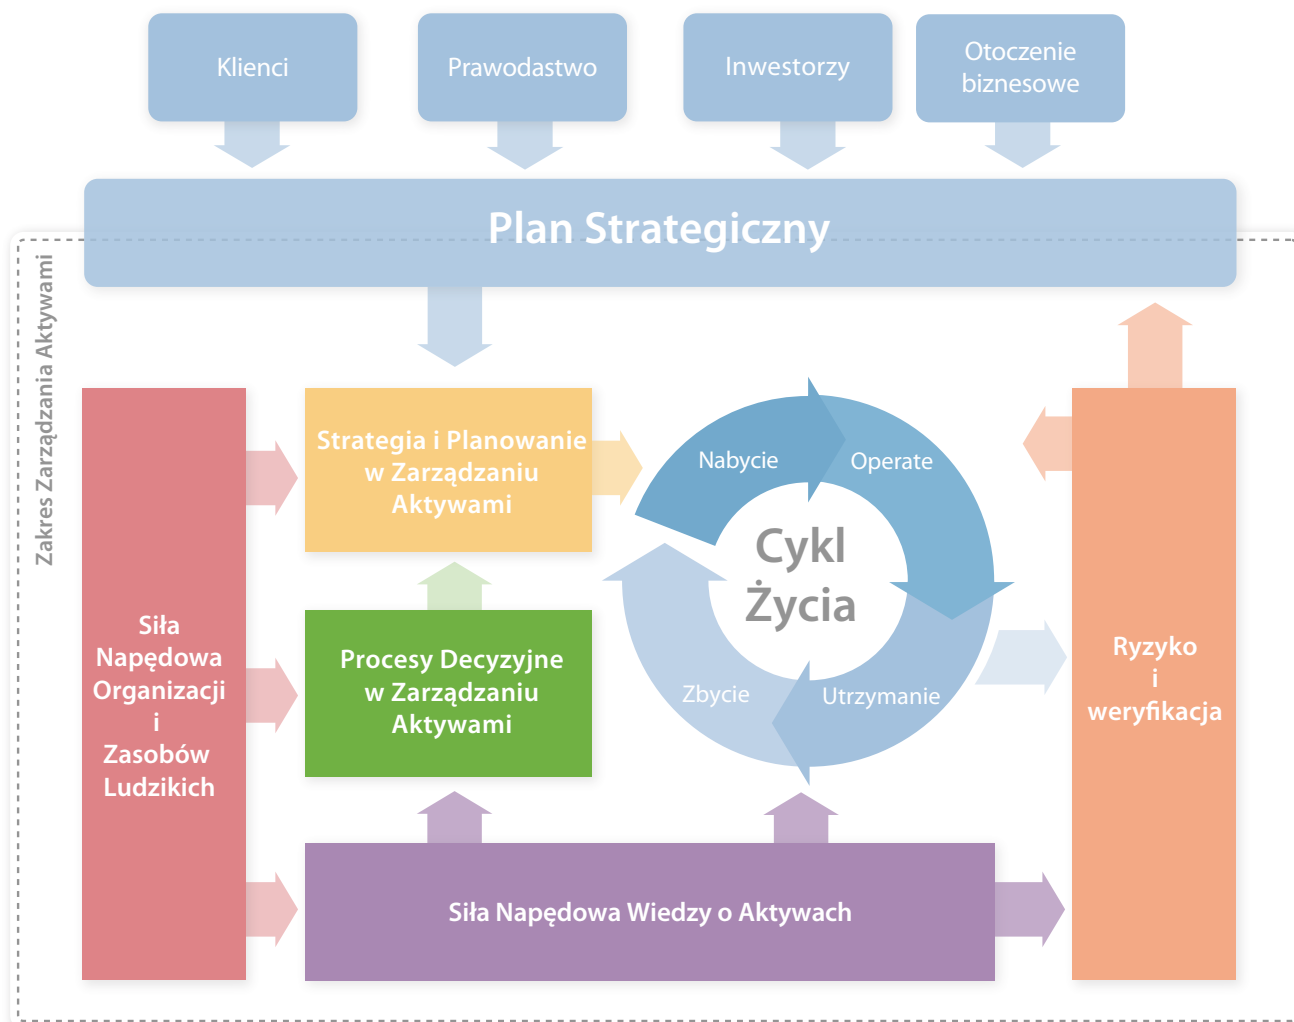 Klienci
Prawodastwo
Inwestorzy
Otoczenie
biznesowe
Plan Strategiczny
Zakres Zarządzania Aktywami
Siła
Napędowa
Organizacji
i
Zasobów
Ludzikich
Strategia i Planowanie
w Zarządzaniu
Aktywami
Procesy Decyzyjne
w Zarządzaniu
Aktywami
Nabycie
Operate
Cykl
Życia
Zbycie
Utrzymanie
Ryzyko
i
weryfikacja
Siła Napędowa Wiedzy o Aktywach